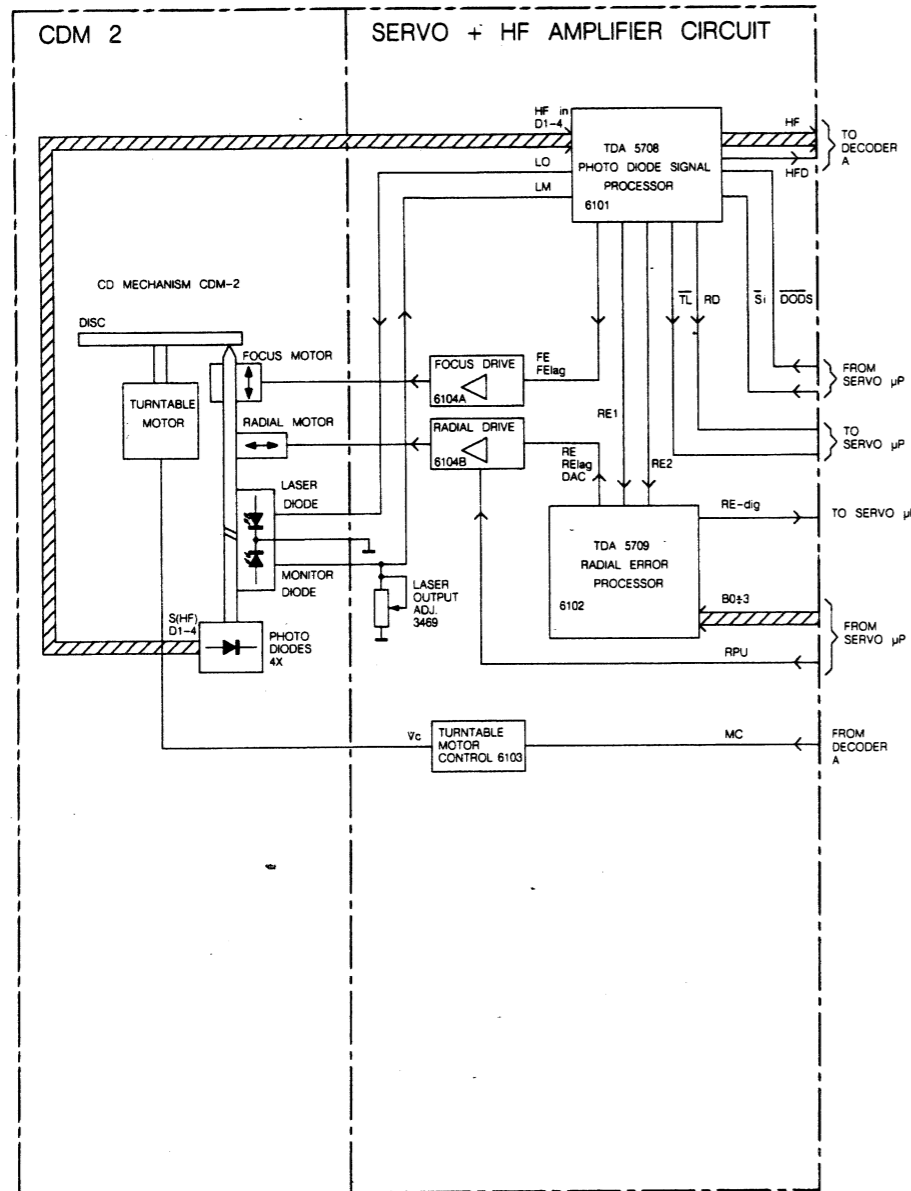 CDM 2
SERVO + HF AMPLIFIER CIRCUIT
HF in
D1-4
LO
LM
TDA 5708
PHOTO DIODE SIGNAL
PROCESSOR
6101
HF
HFD
TO
DECODER
A
CD MECHANISM CDM-2
DISC
TURNTABLE
MOTOR
FOCUS MOTOR
RADIAL MOTOR
LASER
DIODE
MONITOR
DIODE
S(HF)
D1-4
PHOTO
DIODES
4X
FOCUS DRIVE
6104A
FE
FElag
RADIAL DRIVE
6104B
RE
RElag
DAC
RE1
RE2
T̅L̅
RD
S̅i
D̅O̅D̅S̅
FROM
SERVO µP
TO
SERVO µP
LASER
OUTPUT
ADJ.
3469
TDA 5709
RADIAL ERROR
PROCESSOR
6102
RE-dig
TO SERVO µ
B0÷3
RPU
FROM
SERVO µP
Vc
TURNTABLE
MOTOR
CONTROL 6103
MC
FROM
DECODER
A